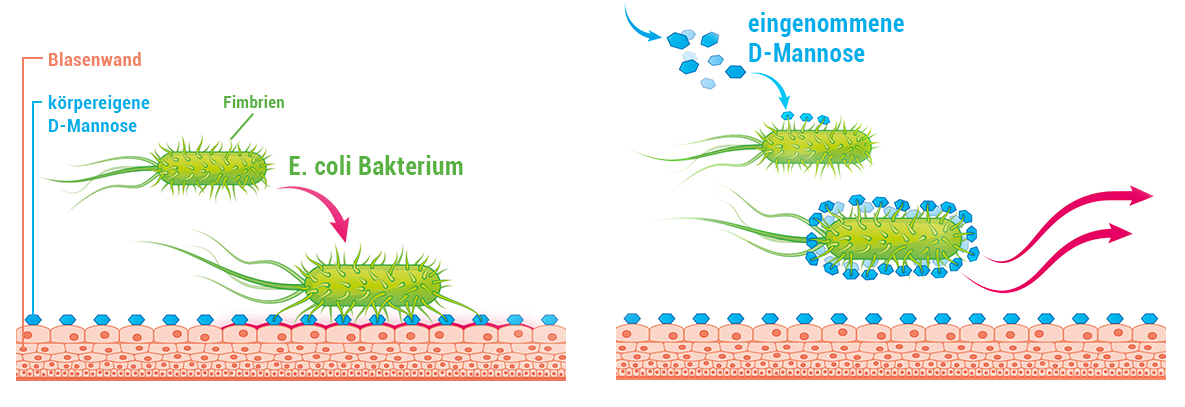 Blasenwand
körpereigene
D-Mannose
Fimbrien
E. coli Bakterium
eingenommene
D-Mannose